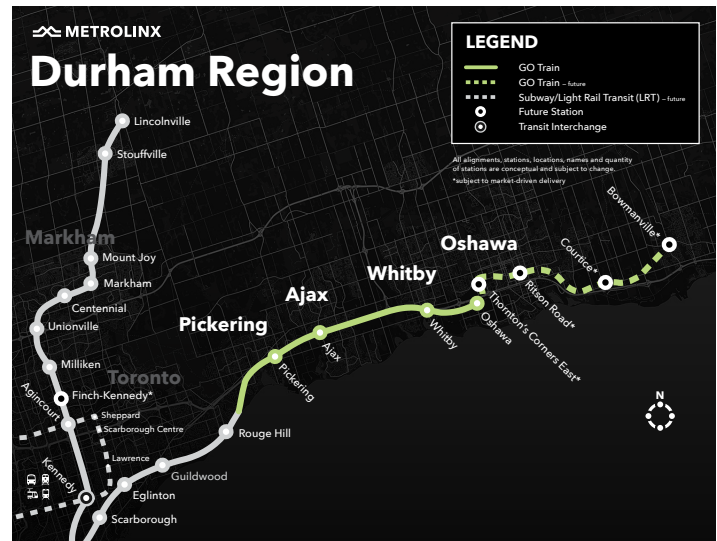 METROLINX
Durham Region
LEGEND
GO Train
GO Train – future
Subway/Light Rail Transit (LRT) – future
Future Station
Transit Interchange
All alignments, stations, locations, names and quantity
of stations are conceptual and subject to change.
*subject to market-driven delivery
Lincolnville
Stouffville
Markham
Mount Joy
Markham
Centennial
Unionville
Milliken
Toronto
Finch-Kennedy*
Agincourt
Sheppard
Scarborough Centre
Lawrence
Kennedy
Rouge Hill
Guildwood
Eglinton
Scarborough
Pickering
Pickering
Ajax
Ajax
Whitby
Whitby
Oshawa
Oshawa
Thornton's Corners East*
Ritson Road*
Courtice*
Bowmanville*
N